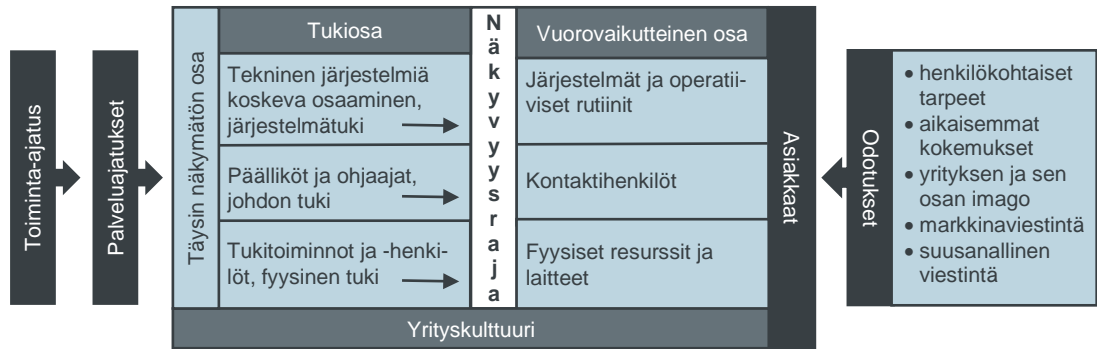 Toiminta-ajatus
Palveluajatukset
Täysin näkymätön osa
Tukiosa
Tekninen järjestelmiä
koskeva osaaminen,
järjestelmätuki
Päälliköt ja ohjaajat,
johdon tuki
Tukitoiminnot ja -henki-
löt, fyysinen tuki
Näkyvyysraja
Vuorovaikutteinen osa
Järjestelmät ja operatii-
viset rutiinit
Kontaktihenkilöt
Fyysiset resurssit ja
laitteet
Yrityskulttuuri
Asiakkaat
Odotukset
• henkilökohtaiset
tarpeet
• aikaisemmat
kokemukset
• yrityksen ja sen
osan imago
• markkinaviestintä
• suusanallinen
viestintä